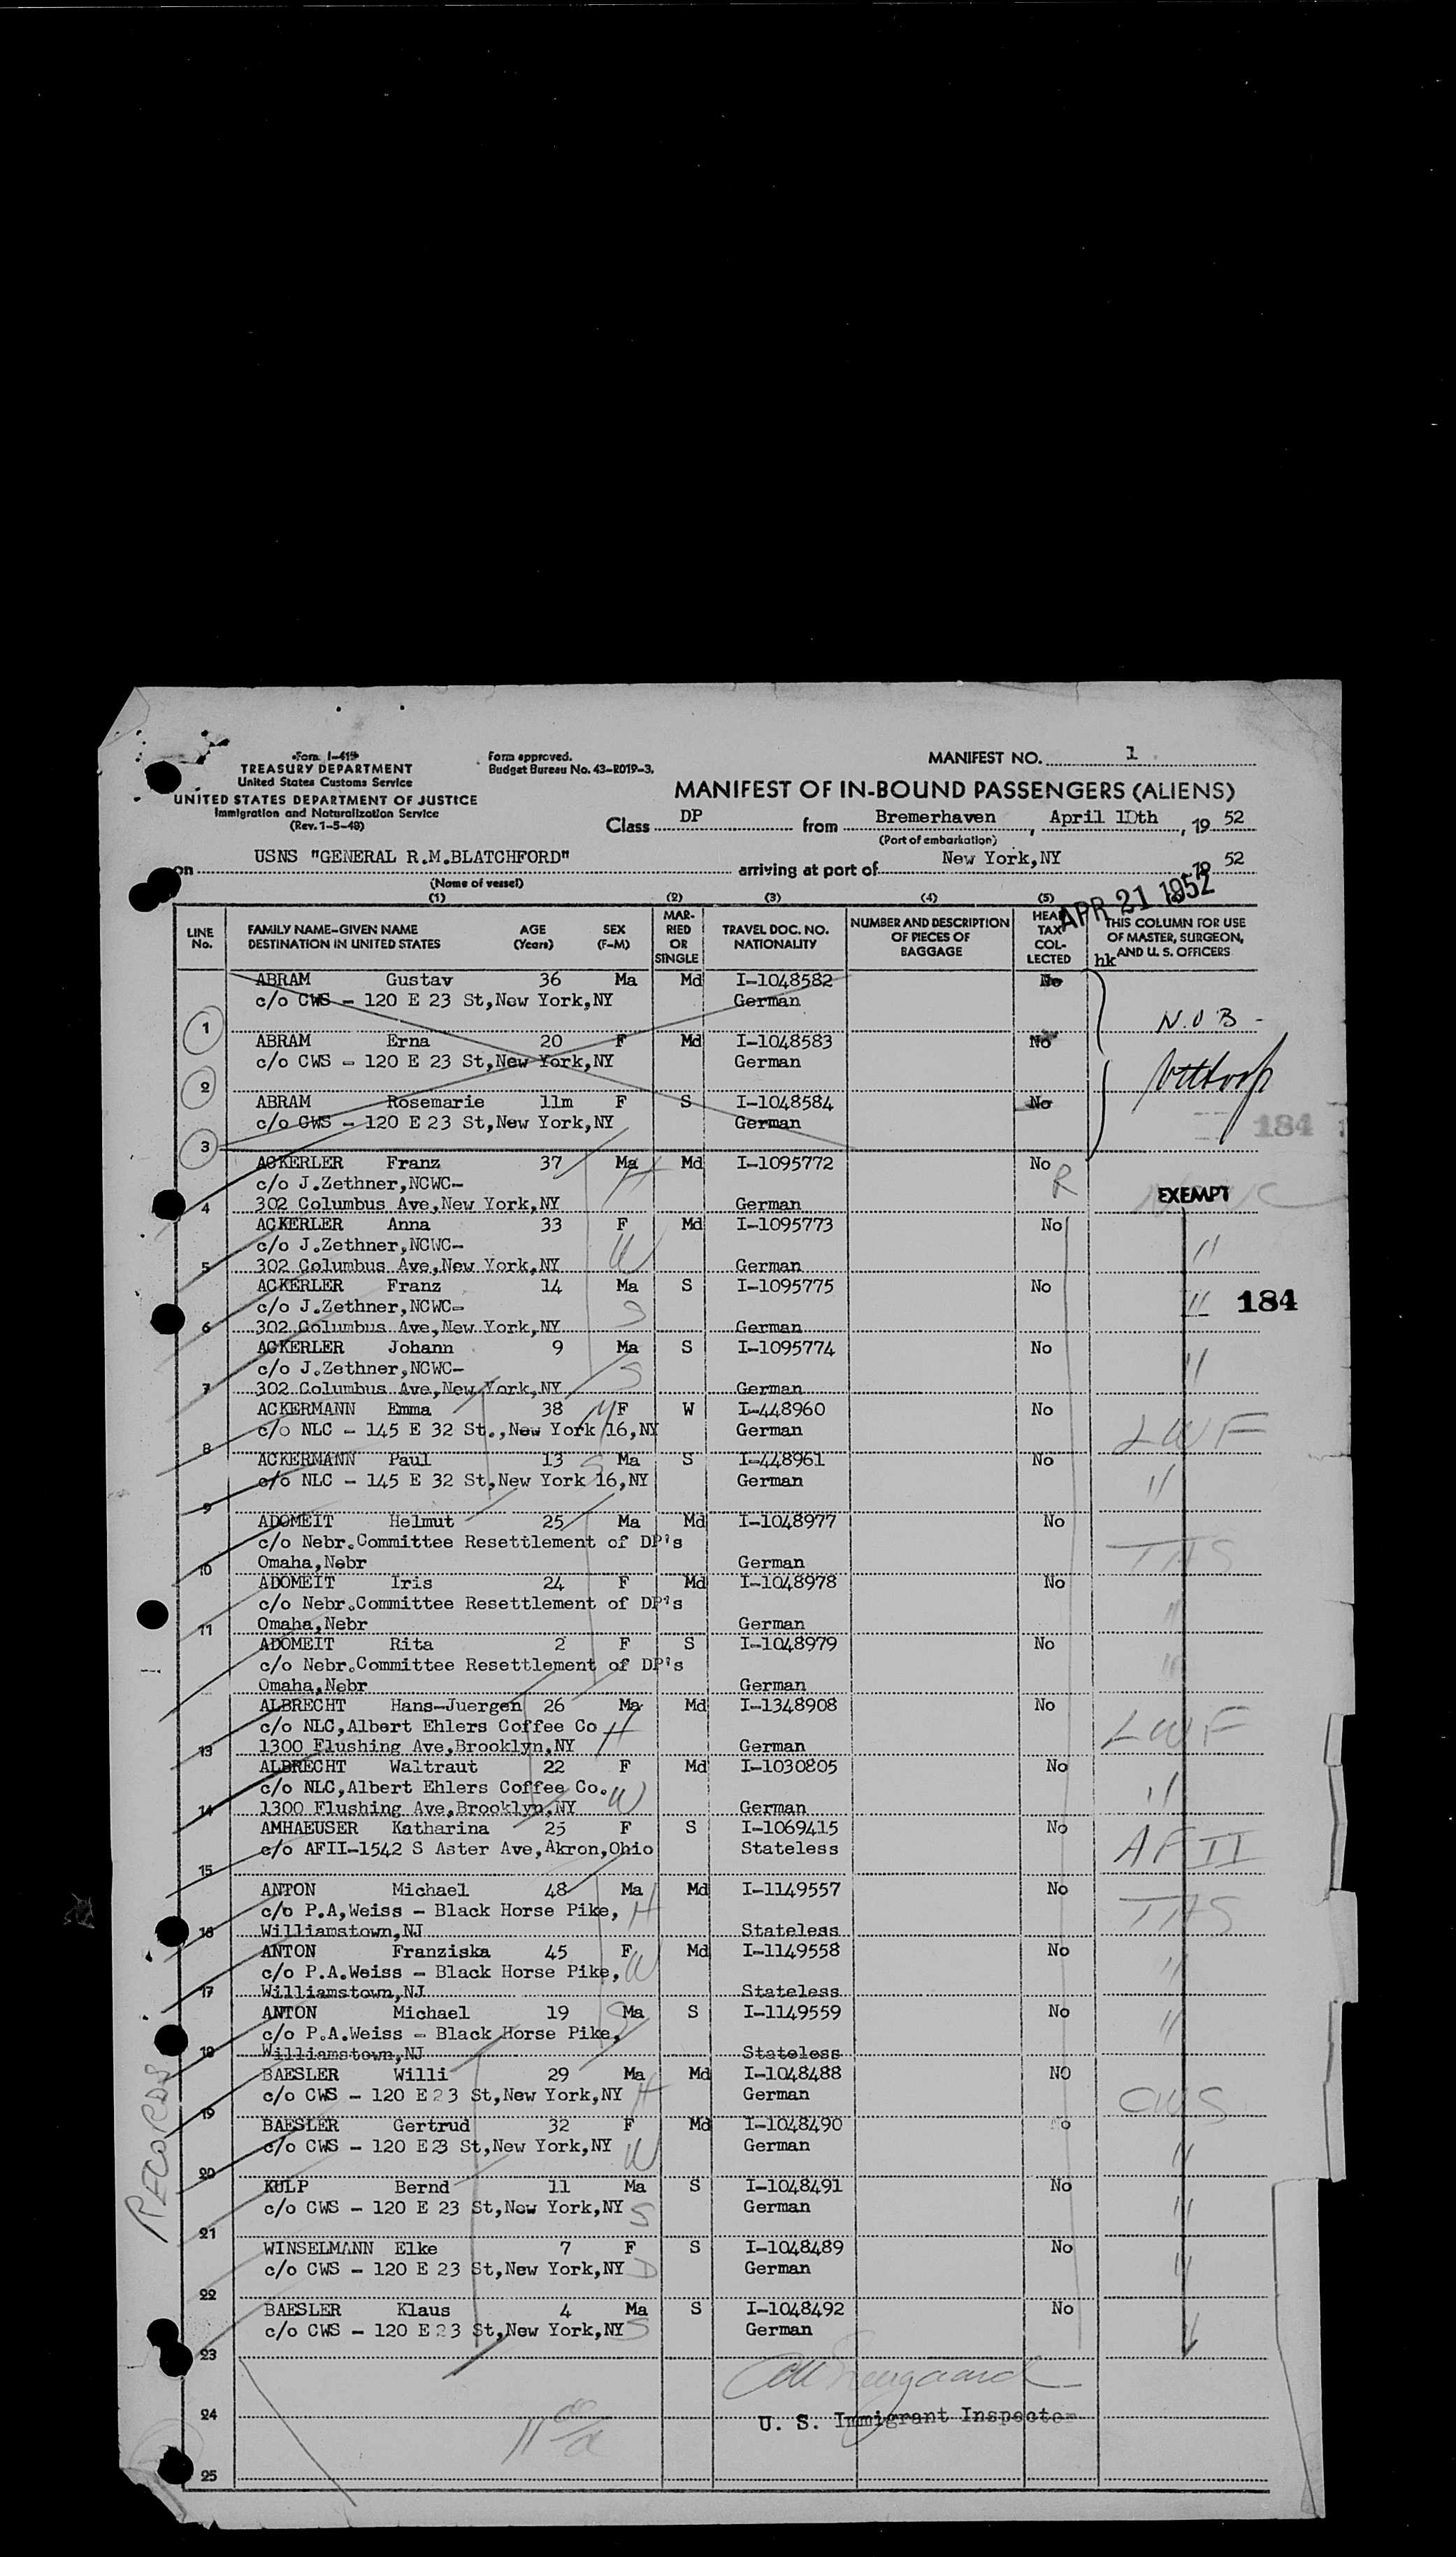 Form I-415
TREASURY DEPARTMENT
United States Customs Service
UNITED STATES DEPARTMENT OF JUSTICE
Immigration and Naturalization Service
(Rev. 1-5-48)
Form approved.
Budget Bureau No. 43-R019-3.
MANIFEST NO. 1
MANIFEST OF IN-BOUND PASSENGERS (ALIENS)
Class DP from Bremerhaven, April 10th, 19 52
(Port of embarkation)
on USNS "GENERAL R.M.BLATCHFORD" arriving at port of New York,NY 19 52
(Name of vessel)
APR 21 1952
(1) (2) (3) (4) (5)
LINE No. FAMILY NAME-GIVEN NAME DESTINATION IN UNITED STATES AGE (Years) SEX (F-M) MARRIED OR SINGLE TRAVEL DOC. NO. NATIONALITY NUMBER AND DESCRIPTION OF PIECES OF BAGGAGE HEAD TAX COLLECTED THIS COLUMN FOR USE OF MASTER, SURGEON, AND U. S. OFFICERS
hk
ABRAM Gustav 36 Ma Md I-1048582 No
c/o CWS - 120 E 23 St,New York,NY German
1 N.O B -
ABRAM Erna 20 F Md I-1048583 No
c/o CWS - 120 E 23 St,New York,NY German
2
ABRAM Rosemarie 11m F S I-1048584 No
c/o CWS - 120 E 23 St,New York,NY German
184
3
ACKERLER Franz 37 Ma Md I-1095772 No
c/o J.Zethner,NCWC- H R EXEMPT
4 302 Columbus Ave,New York,NY German
ACKERLER Anna 33 F Md I-1095773 No
c/o J.Zethner,NCWC- W "
5 302 Columbus Ave,New York,NY German
ACKERLER Franz 14 Ma S I-1095775 No
c/o J.Zethner,NCWC- S " 184
6 302 Columbus Ave,New York,NY German
ACKERLER Johann 9 Ma S I-1095774 No
c/o J.Zethner,NCWC- S "
7 302 Columbus Ave,New York,NY German
ACKERMANN Emma 38 M F W I-448960 No
8 c/o NLC - 145 E 32 St.,New York 16,NY German LWF
ACKERMANN Paul 13 S Ma S I-448961 No
c/o NLC - 145 E 32 St,New York 16,NY German "
9
ADOMEIT Helmut 25 Ma Md I-1048977 No
c/o Nebr.Committee Resettlement of DP's TAS
10 Omaha,Nebr German
ADOMEIT Iris 24 F Md I-1048978 No
c/o Nebr.Committee Resettlement of DP's "
11 Omaha,Nebr German
ADOMEIT Rita 2 F S I-1048979 No
c/o Nebr.Committee Resettlement of DP's "
Omaha,Nebr German
ALBRECHT Hans-Juergen 26 Ma Md I-1348908 No
c/o NLC,Albert Ehlers Coffee Co H LWF
13 1300 Flushing Ave,Brooklyn,NY German
ALBRECHT Waltraut 22 F Md I-1030805 No
c/o NLC,Albert Ehlers Coffee Co. W "
14 1300 Flushing Ave,Brooklyn,NY German
AMHAEUSER Katharina 25 F S I-1069415 No
c/o AFII-1542 S Aster Ave,Akron,Ohio Stateless AFII
15
ANTON Michael 48 Ma Md I-1149557 No
c/o P.A,Weiss - Black Horse Pike, H TAS
16 Williamstown,NJ Stateless
ANTON Franziska 45 F Md I-1149558 No
c/o P.A.Weiss - Black Horse Pike, W "
17 Williamstown,NJ Stateless
ANTON Michael 19 S Ma S I-1149559 No
c/o P.A.Weiss - Black Horse Pike, "
18 Williamstown,NJ Stateless
BAESLER Willi 29 Ma Md I-1048488 NO
c/o CWS - 120 E 23 St,New York,NY H German CWS
19
BAESLER Gertrud 32 F Md I-1048490 No
c/o CWS - 120 E23 St,New York,NY W German "
20
KULP Bernd 11 Ma S I-1048491 No
c/o CWS - 120 E 23 St,New York,NY S German "
21
WINSELMANN Elke 7 F S I-1048489 No
c/o CWS - 120 E 23 St,New York,NY D German "
22
BAESLER Klaus 4 Ma S I-1048492 No
c/o CWS - 120 E 23 St,New York,NY S German "
23
24 U. S. Immigrant Inspector
25
RECORDS